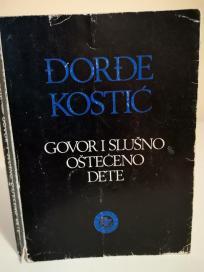 ĐORĐE
KOSTIĆ
GOVOR I SLUŠNO
OŠTEĆENO
DETE